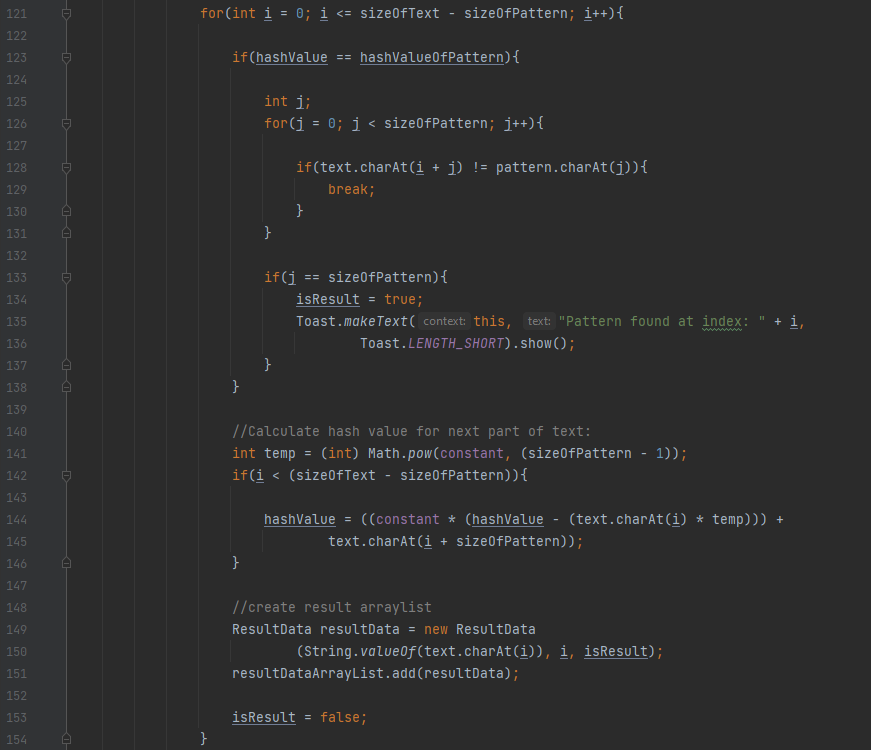 121 for(int i = 0; i <= sizeOfText - sizeOfPattern; i++){
122
123 if(hashValue == hashValueOfPattern){
124
125 int j;
126 for(j = 0; j < sizeOfPattern; j++){
127
128 if(text.charAt(i + j) != pattern.charAt(j)){
129 break;
130 }
131 }
132
133 if(j == sizeOfPattern){
134 isResult = true;
135 Toast.makeText( context: this, text: "Pattern found at index: " + i,
136 Toast.LENGTH_SHORT).show();
137 }
138 }
139
140 //Calculate hash value for next part of text:
141 int temp = (int) Math.pow(constant, (sizeOfPattern - 1));
142 if(i < (sizeOfText - sizeOfPattern)){
143
144 hashValue = ((constant * (hashValue - (text.charAt(i) * temp))) +
145 text.charAt(i + sizeOfPattern));
146 }
147
148 //create result arraylist
149 ResultData resultData = new ResultData
150 (String.valueOf(text.charAt(i)), i, isResult);
151 resultDataArrayList.add(resultData);
152
153 isResult = false;
154 }